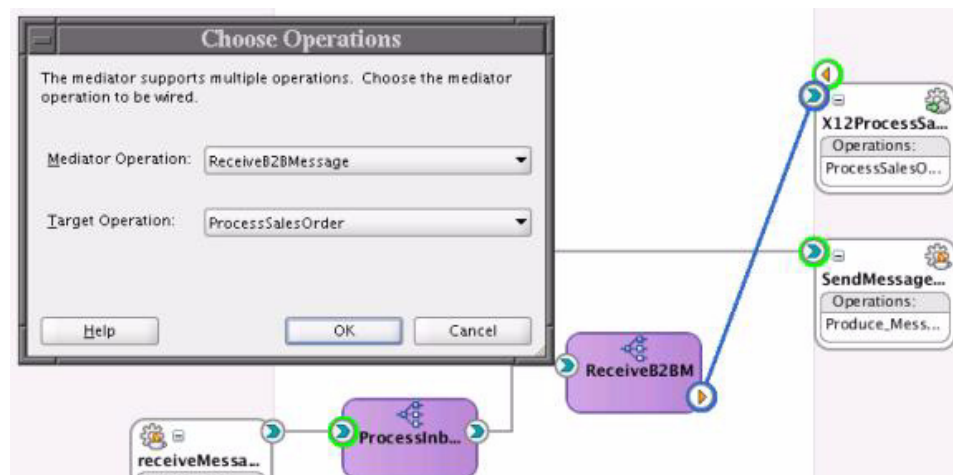 Choose Operations
The mediator supports multiple operations. Choose the mediator
operation to be wired.
Mediator Operation: ReceiveB2BMessage
Target Operation: ProcessSalesOrder
Help OK Cancel
X12ProcessSa...
Operations:
ProcessSalesO...
SendMessage...
Operations:
Produce_Mess...
ReceiveB2BM
ProcessInb...
receiveMessa...